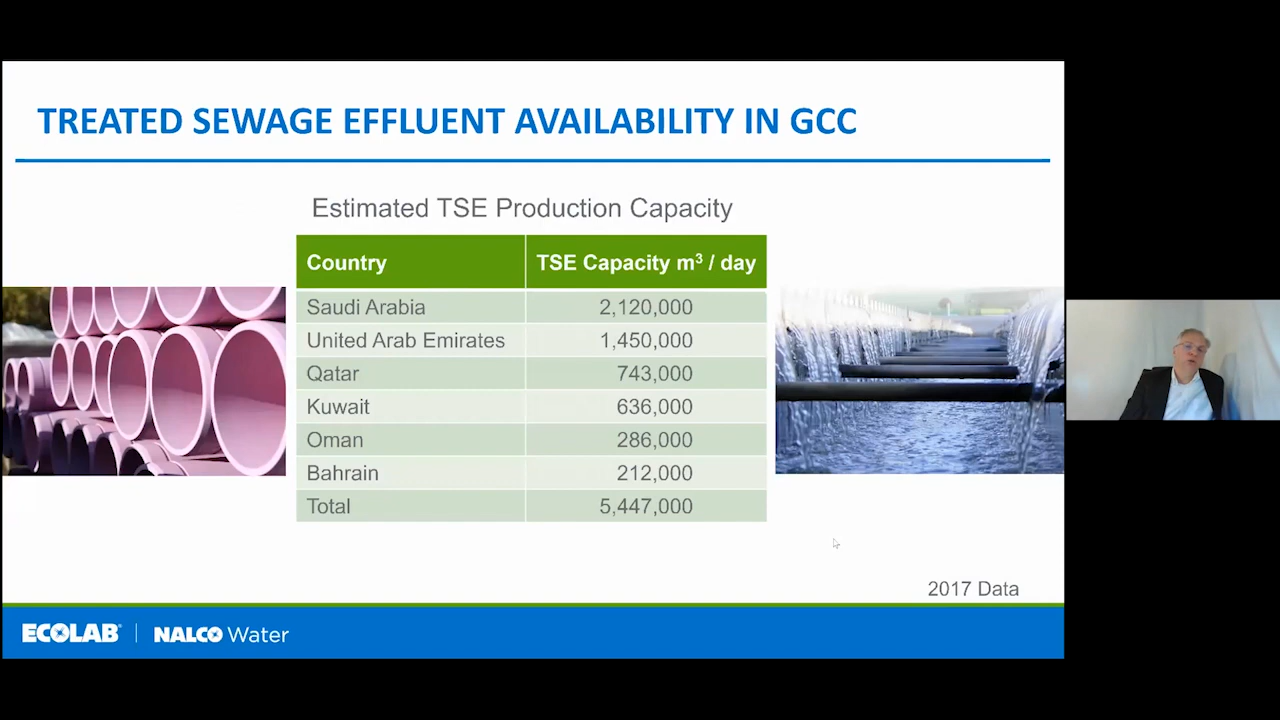 TREATED SEWAGE EFFLUENT AVAILABILITY IN GCC
Estimated TSE Production Capacity
Country TSE Capacity m³ / day
Saudi Arabia 2,120,000
United Arab Emirates 1,450,000
Qatar 743,000
Kuwait 636,000
Oman 286,000
Bahrain 212,000
Total 5,447,000
2017 Data
ECOLAB® | NALCO Water